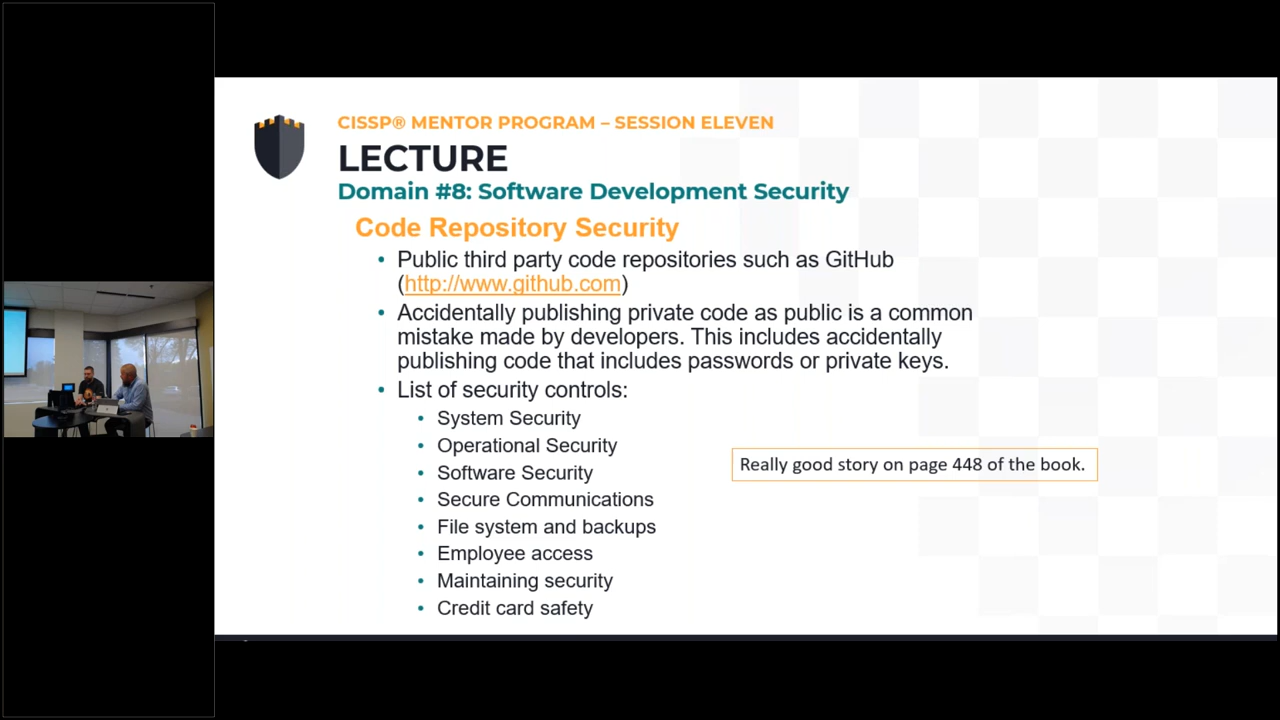 CISSP® MENTOR PROGRAM – SESSION ELEVEN
LECTURE
Domain #8: Software Development Security
Code Repository Security
• Public third party code repositories such as GitHub
(http://www.github.com)
• Accidentally publishing private code as public is a common
mistake made by developers. This includes accidentally
publishing code that includes passwords or private keys.
• List of security controls:
• System Security
• Operational Security
• Software Security
• Secure Communications
• File system and backups
• Employee access
• Maintaining security
• Credit card safety
Really good story on page 448 of the book.